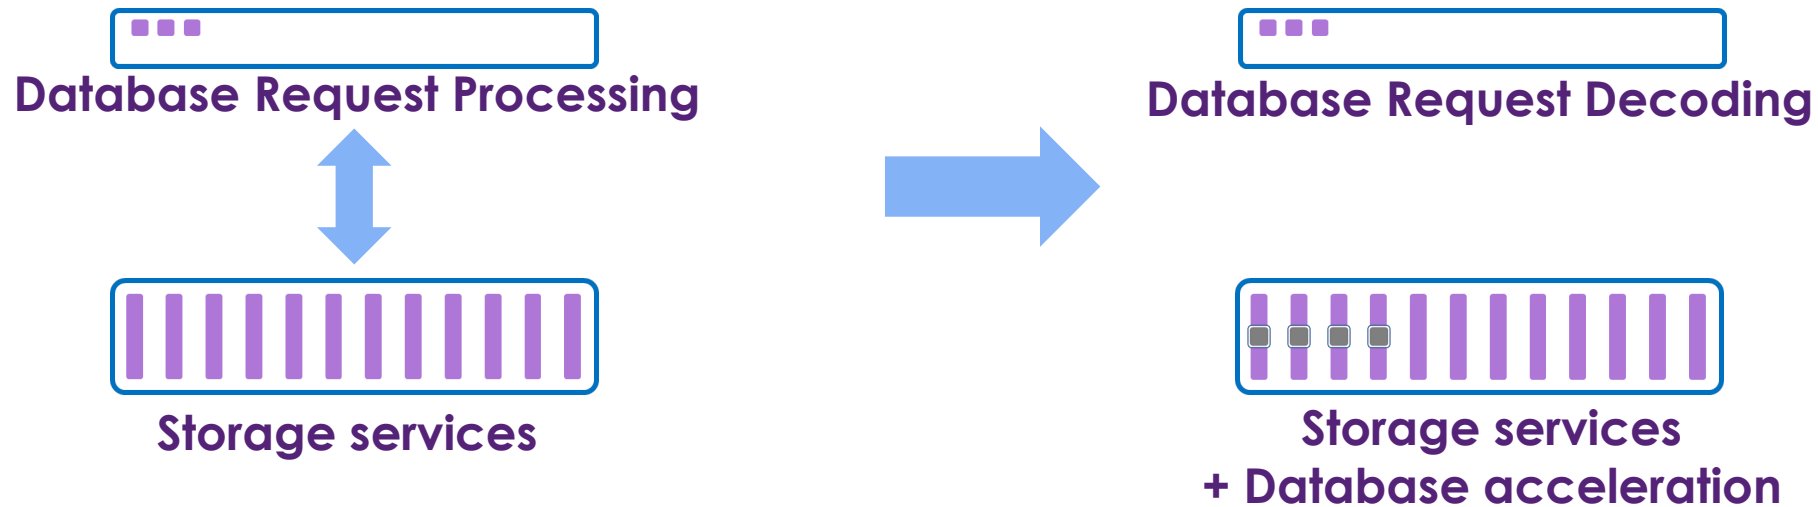 Database Request Processing
Storage services
Database Request Decoding
Storage services
+ Database acceleration